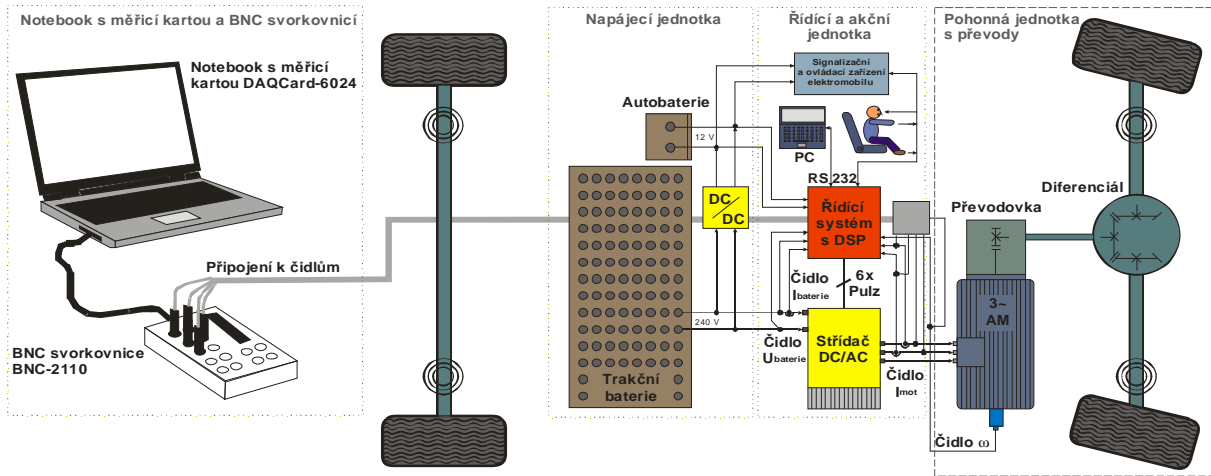 Notebook s měřicí kartou a BNC svorkovnicí
Notebook s měřicí
kartou DAQCard-6024
Připojení k čidlům
BNC svorkovnice
BNC-2110
Napájecí jednotka
Autobaterie
12 V
DC
DC
240 V
Trakční
baterie
Řídící a akční
jednotka
Signalizační
a ovládací zařízení
elektromobilu
PC
RS 232
Řídící
systém
s DSP
Čidlo
Ibaterie
6x
Pulz
Čidlo
Ubaterie
Střídač
DC/AC
Čidlo
Imot
Pohonná jednotka
s převody
Diferenciál
Převodovka
3~
AM
Čidlo ω